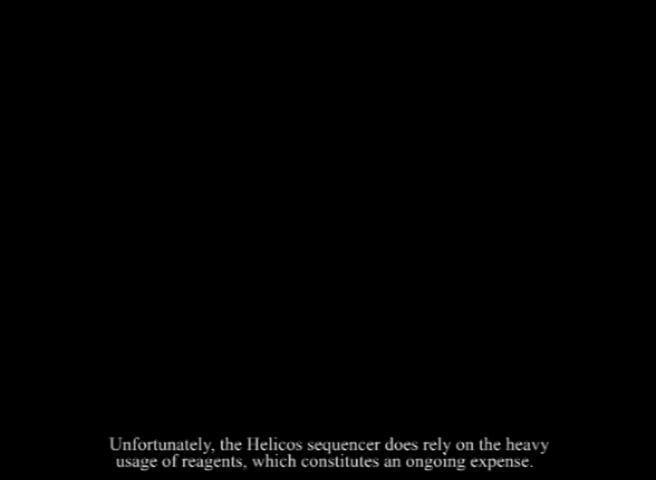 Unfortunately, the Helicos sequencer does rely on the heavy
usage of reagents, which constitutes an ongoing expense.